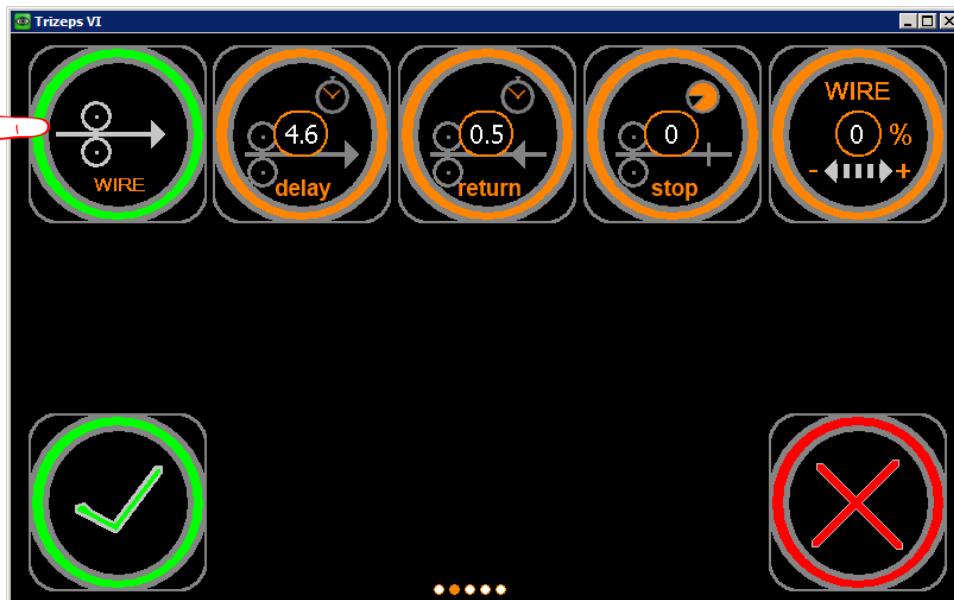 Trizeps VI
WIRE
4.6
delay
0.5
return
0
stop
WIRE
0 %
- +